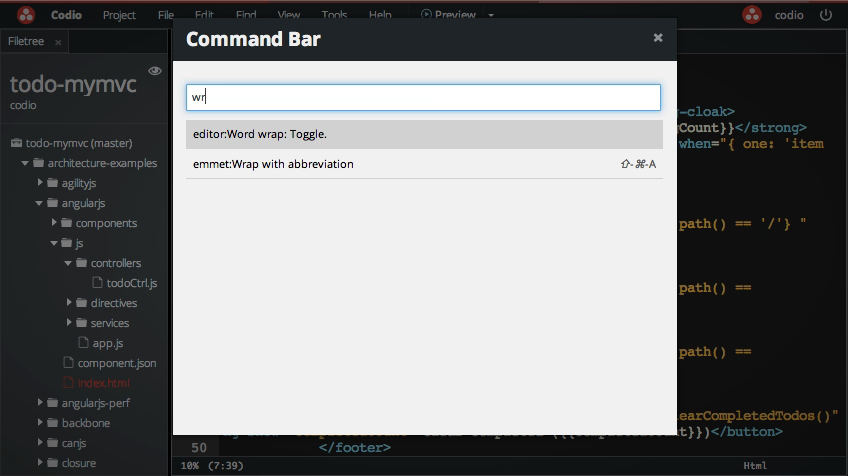 Codio Project File Edit Find View Tools Help Preview codio
Filetree ×
Command Bar
todo-mymvc
codio
wr
editor:Word wrap: Toggle.
emmet:Wrap with abbreviation ⇧-⌘-A
todo-mymvc (master)
architecture-examples
agilityjs
angularjs
components
js
controllers
todoCtrl.js
directives
services
app.js
component.json
index.html
angularjs-perf
backbone
canjs
closure
-cloak>
Count}}</strong>
when="{ one: 'item
path() == '/'} "
path() ==
path() ==
earCompletedTodos()"
}})</button>
50 </footer>
10% (7:39) Html